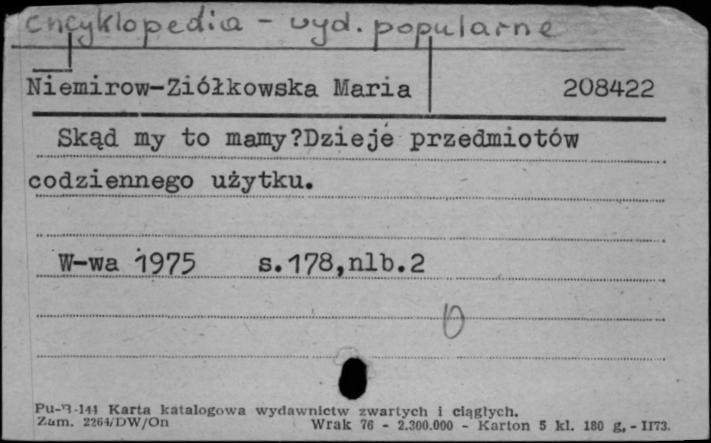 encyklopedia - wyd. popularne
Niemirow-Ziółkowska Maria 208422
Skąd my to mamy?Dzieje przedmiotów
codziennego użytku.
W-wa 1975 s.178,nlb.2
Pu-B-141 Karta katalogowa wydawnictw zwartych i ciągłych.
Zam. 2264/DW/On Wrak 76 - 2.300.000 - Karton 5 kl. 180 g, - II73.